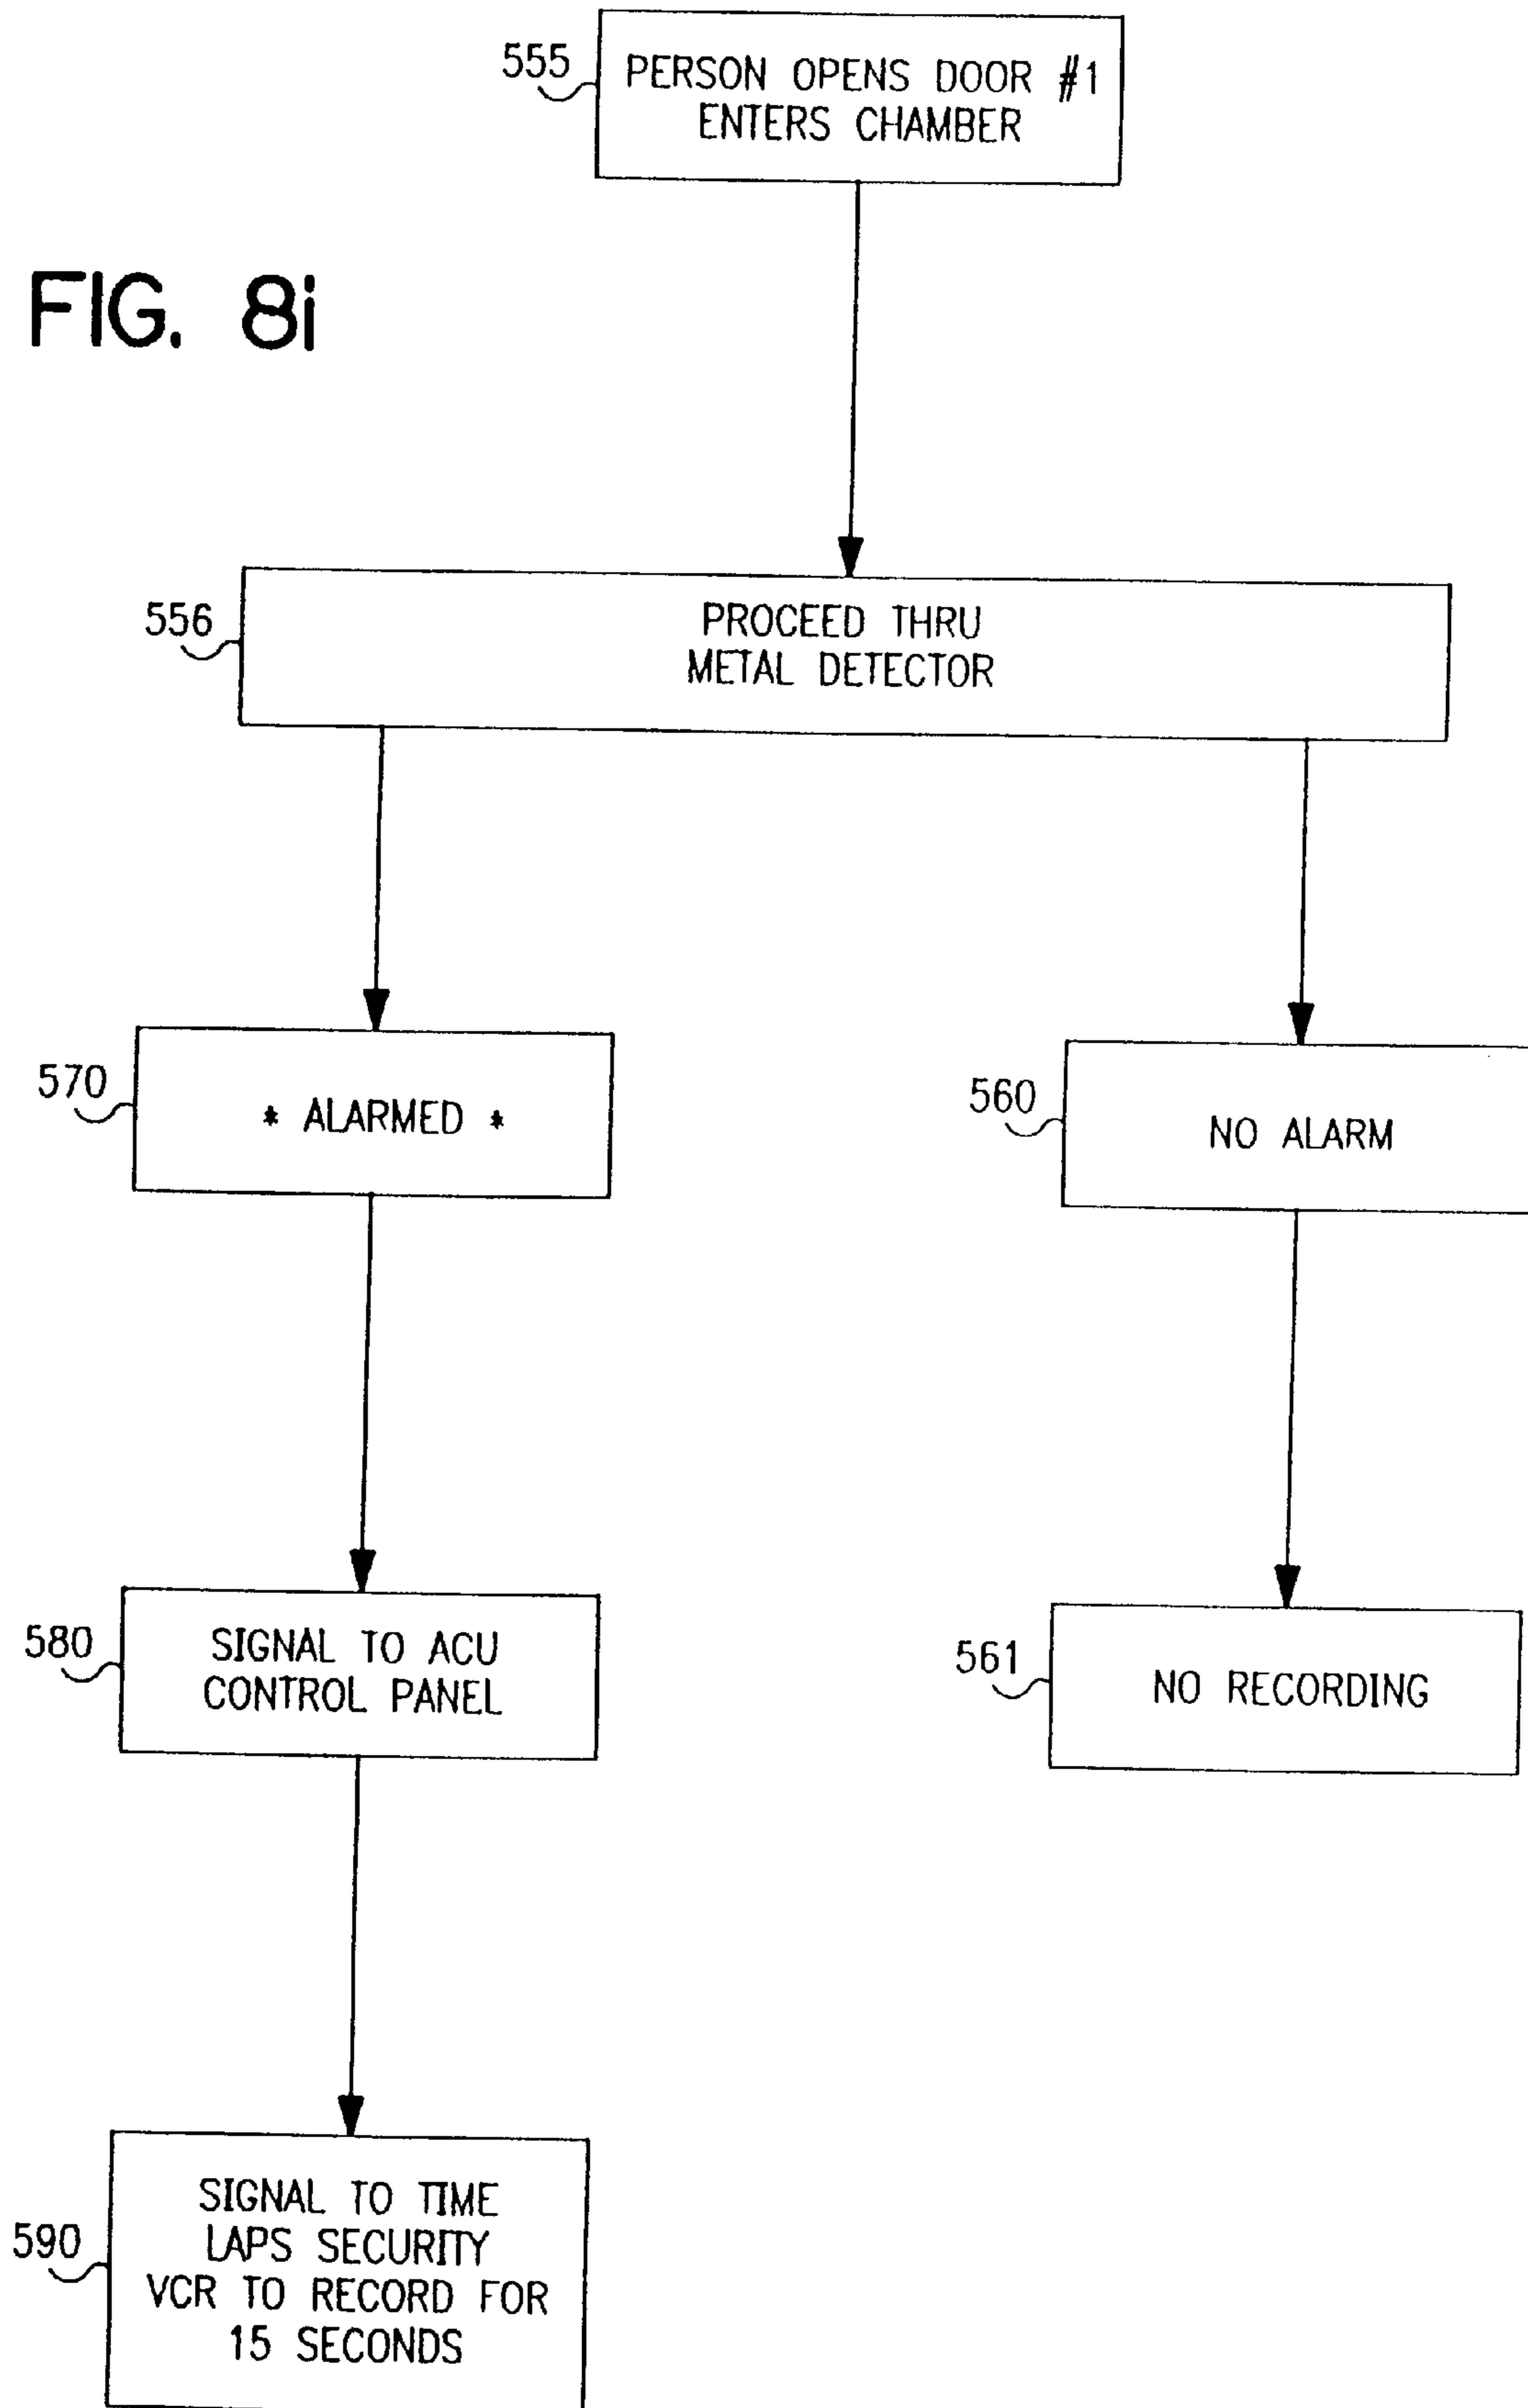 555
PERSON OPENS DOOR #1
ENTERS CHAMBER
FIG. 8i
556
PROCEED THRU
METAL DETECTOR
570
* ALARMED *
560
NO ALARM
580
SIGNAL TO ACU
CONTROL PANEL
561
NO RECORDING
590
SIGNAL TO TIME
LAPS SECURITY
VCR TO RECORD FOR
15 SECONDS